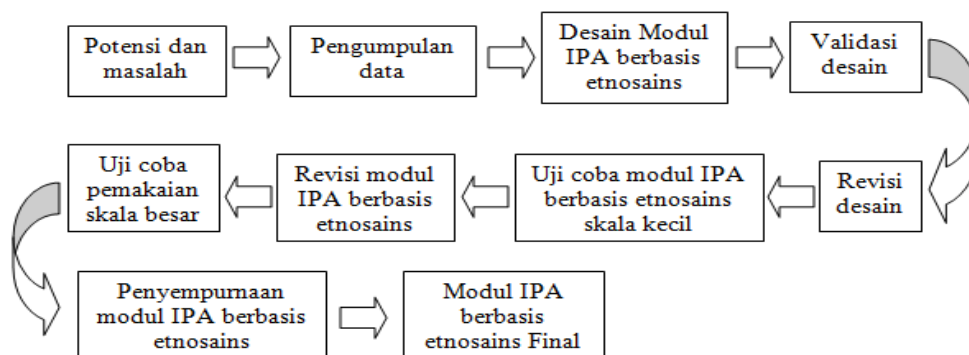 Potensi dan
masalah
Pengumpulan
data
Desain Modul
IPA berbasis
etnosains
Validasi
desain
Revisi
desain
Uji coba modul IPA
berbasis etnosains
skala kecil
Revisi modul
IPA berbasis
etnosains
Uji coba
pemakaian
skala besar
Penyempurnaan
modul IPA berbasis
etnosains
Modul IPA
berbasis
etnosains Final